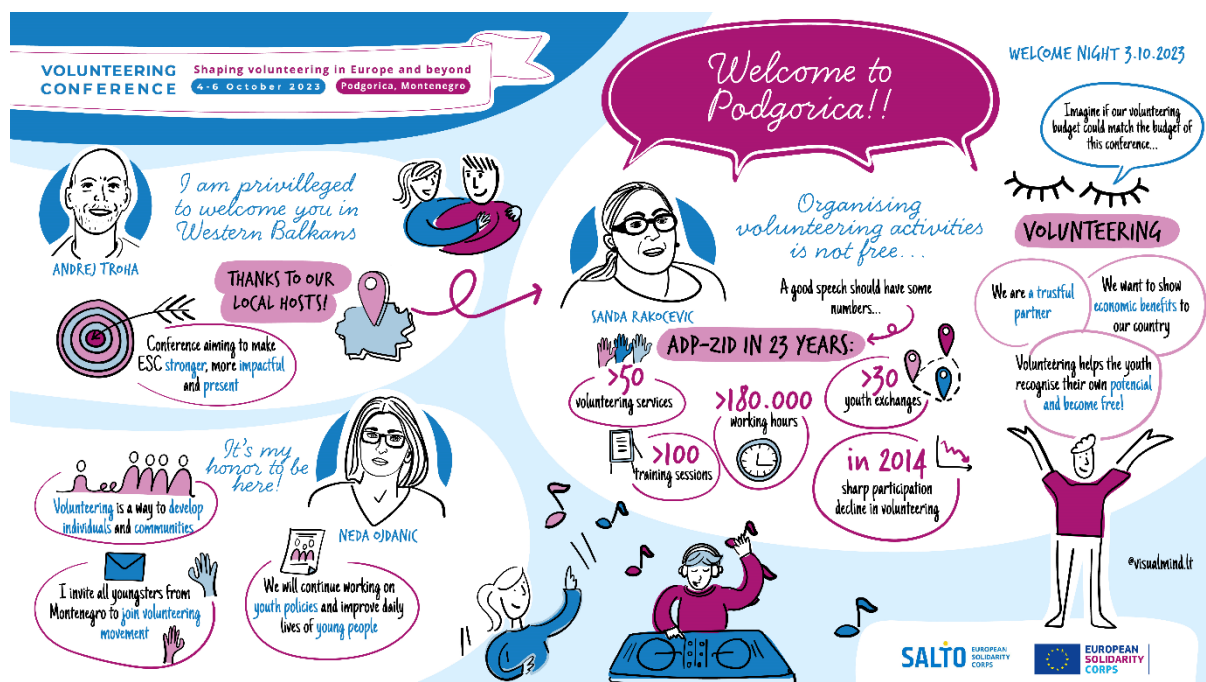 VOLUNTEERING
CONFERENCE
Shaping volunteering in Europe and beyond
4-6 October 2023
Podgorica, Montenegro
ANDREJ TROHA
I am privilleged
to welcome you in
Western Balkans
THANKS TO OUR
LOCAL HOSTS!
Conference aiming to make
ESC stronger, more impactful
and present
It's my
honor to be
here!
NEDA OJDANIC
Volunteering is a way to develop
individuals and communities
I invite all youngsters from
Montenegro to join volunteering
movement
We will continue working on
youth policies and improve daily
lives of young people
Welcome to
Podgorica!!
SANDA RAKOCEVIC
Organising
volunteering activities
is not free...
A good speech should have some
numbers...
ADP-ZID IN 23 YEARS:
>50
volunteering services
>180.000
working hours
>30
youth exchanges
>100
training sessions
in 2014
sharp participation
decline in volunteering
WELCOME NIGHT 3.10.2023
Imagine if our volunteering
budget could match the budget of
this conference...
VOLUNTEERING
We are a trustful
partner
We want to show
economic benefits to
our country
Volunteering helps the youth
recognise their own potencial
and become free!
@visualmind.lt
SALTO
EUROPEAN
SOLIDARITY
CORPS
EUROPEAN
SOLIDARITY
CORPS